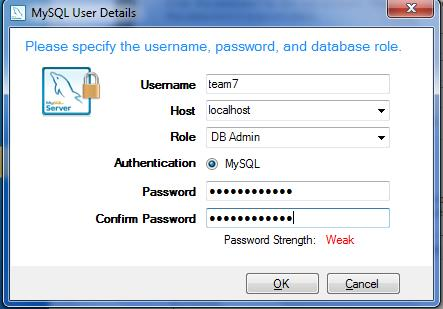 MySQL User Details
Please specify the username, password, and database role.
MySQL
Server
Username team7
Host localhost
Role DB Admin
Authentication MySQL
Password ●●●●●●●●●●●●
Confirm Password ●●●●●●●●●●●●
Password Strength: Weak
OK Cancel